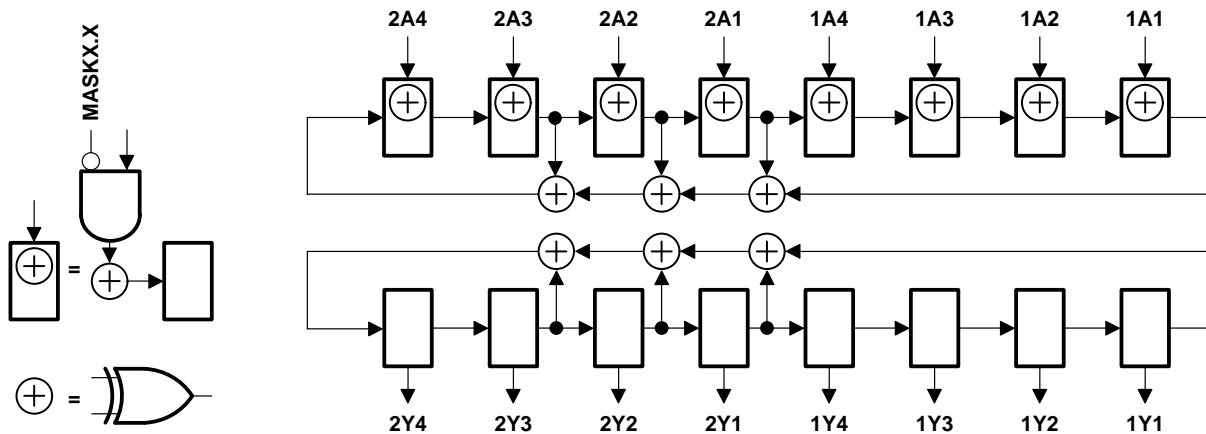 2A4 2A3 2A2 2A1 1A4 1A3 1A2 1A1
MASKX.X
=
=
2Y4 2Y3 2Y2 2Y1 1Y4 1Y3 1Y2 1Y1